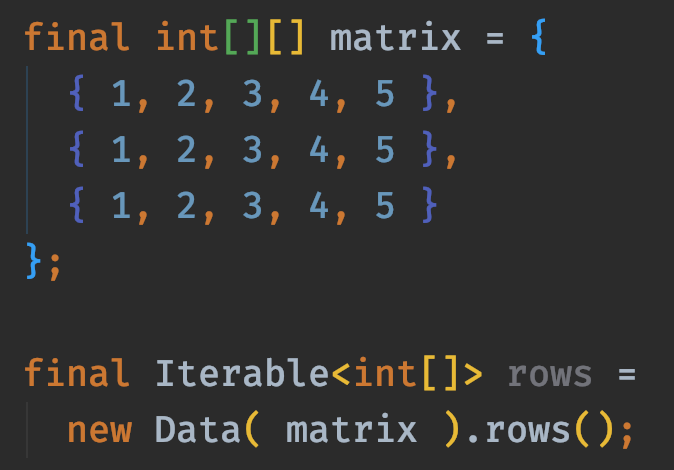 final int[][] matrix = {
  { 1, 2, 3, 4, 5 },
  { 1, 2, 3, 4, 5 },
  { 1, 2, 3, 4, 5 }
};
final Iterable<int[]> rows =
  new Data( matrix ).rows();